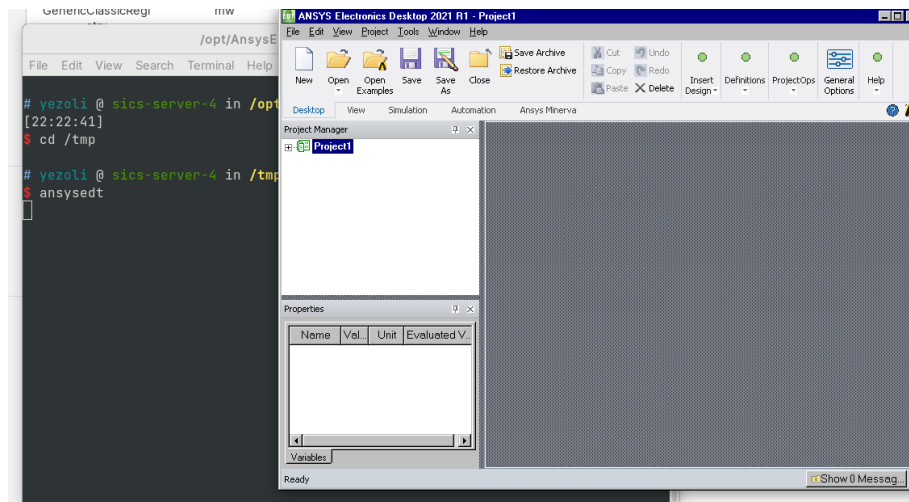 GenericClassicRegi mw
/opt/AnsysE
File Edit View Search Terminal Help
# yezoli @ sics-server-4 in /opt
[22:22:41]
$ cd /tmp
# yezoli @ sics-server-4 in /tmp
$ ansysedt
ANSYS Electronics Desktop 2021 R1 - Project1
File Edit View Project Tools Window Help
New Open Open Examples Save Save As Close
Save Archive
Restore Archive
Cut Undo
Copy Redo
Paste Delete
Insert Design Definitions ProjectOps General Options Help
Desktop View Simulation Automation Ansys Minerva
Project Manager
Project1
Properties
Name Val... Unit Evaluated V...
Variables
Ready
Show 0 Messag...